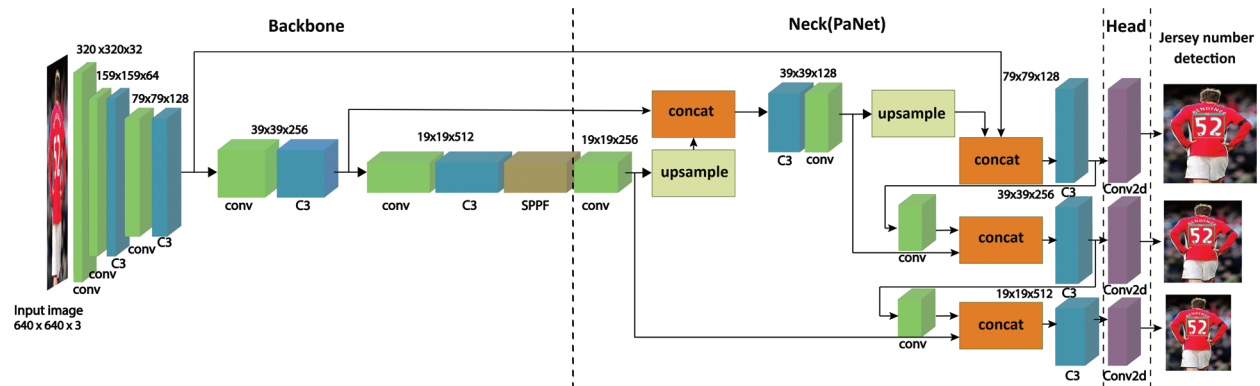 Backbone
Neck(PaNet)
Head
Jersey number
detection
320 x320x32
159x159x64
79x79x128
conv
conv
C3
conv
C3
Input image
640 x 640 x 3
39x39x256
conv
C3
19x19x512
conv
C3
SPPF
19x19x256
conv
concat
upsample
39x39x128
C3
conv
upsample
concat
79x79x128
C3
Conv2d
52
39x39x256
conv
concat
C3
Conv2d
52
19x19x512
conv
concat
C3
Conv2d
52